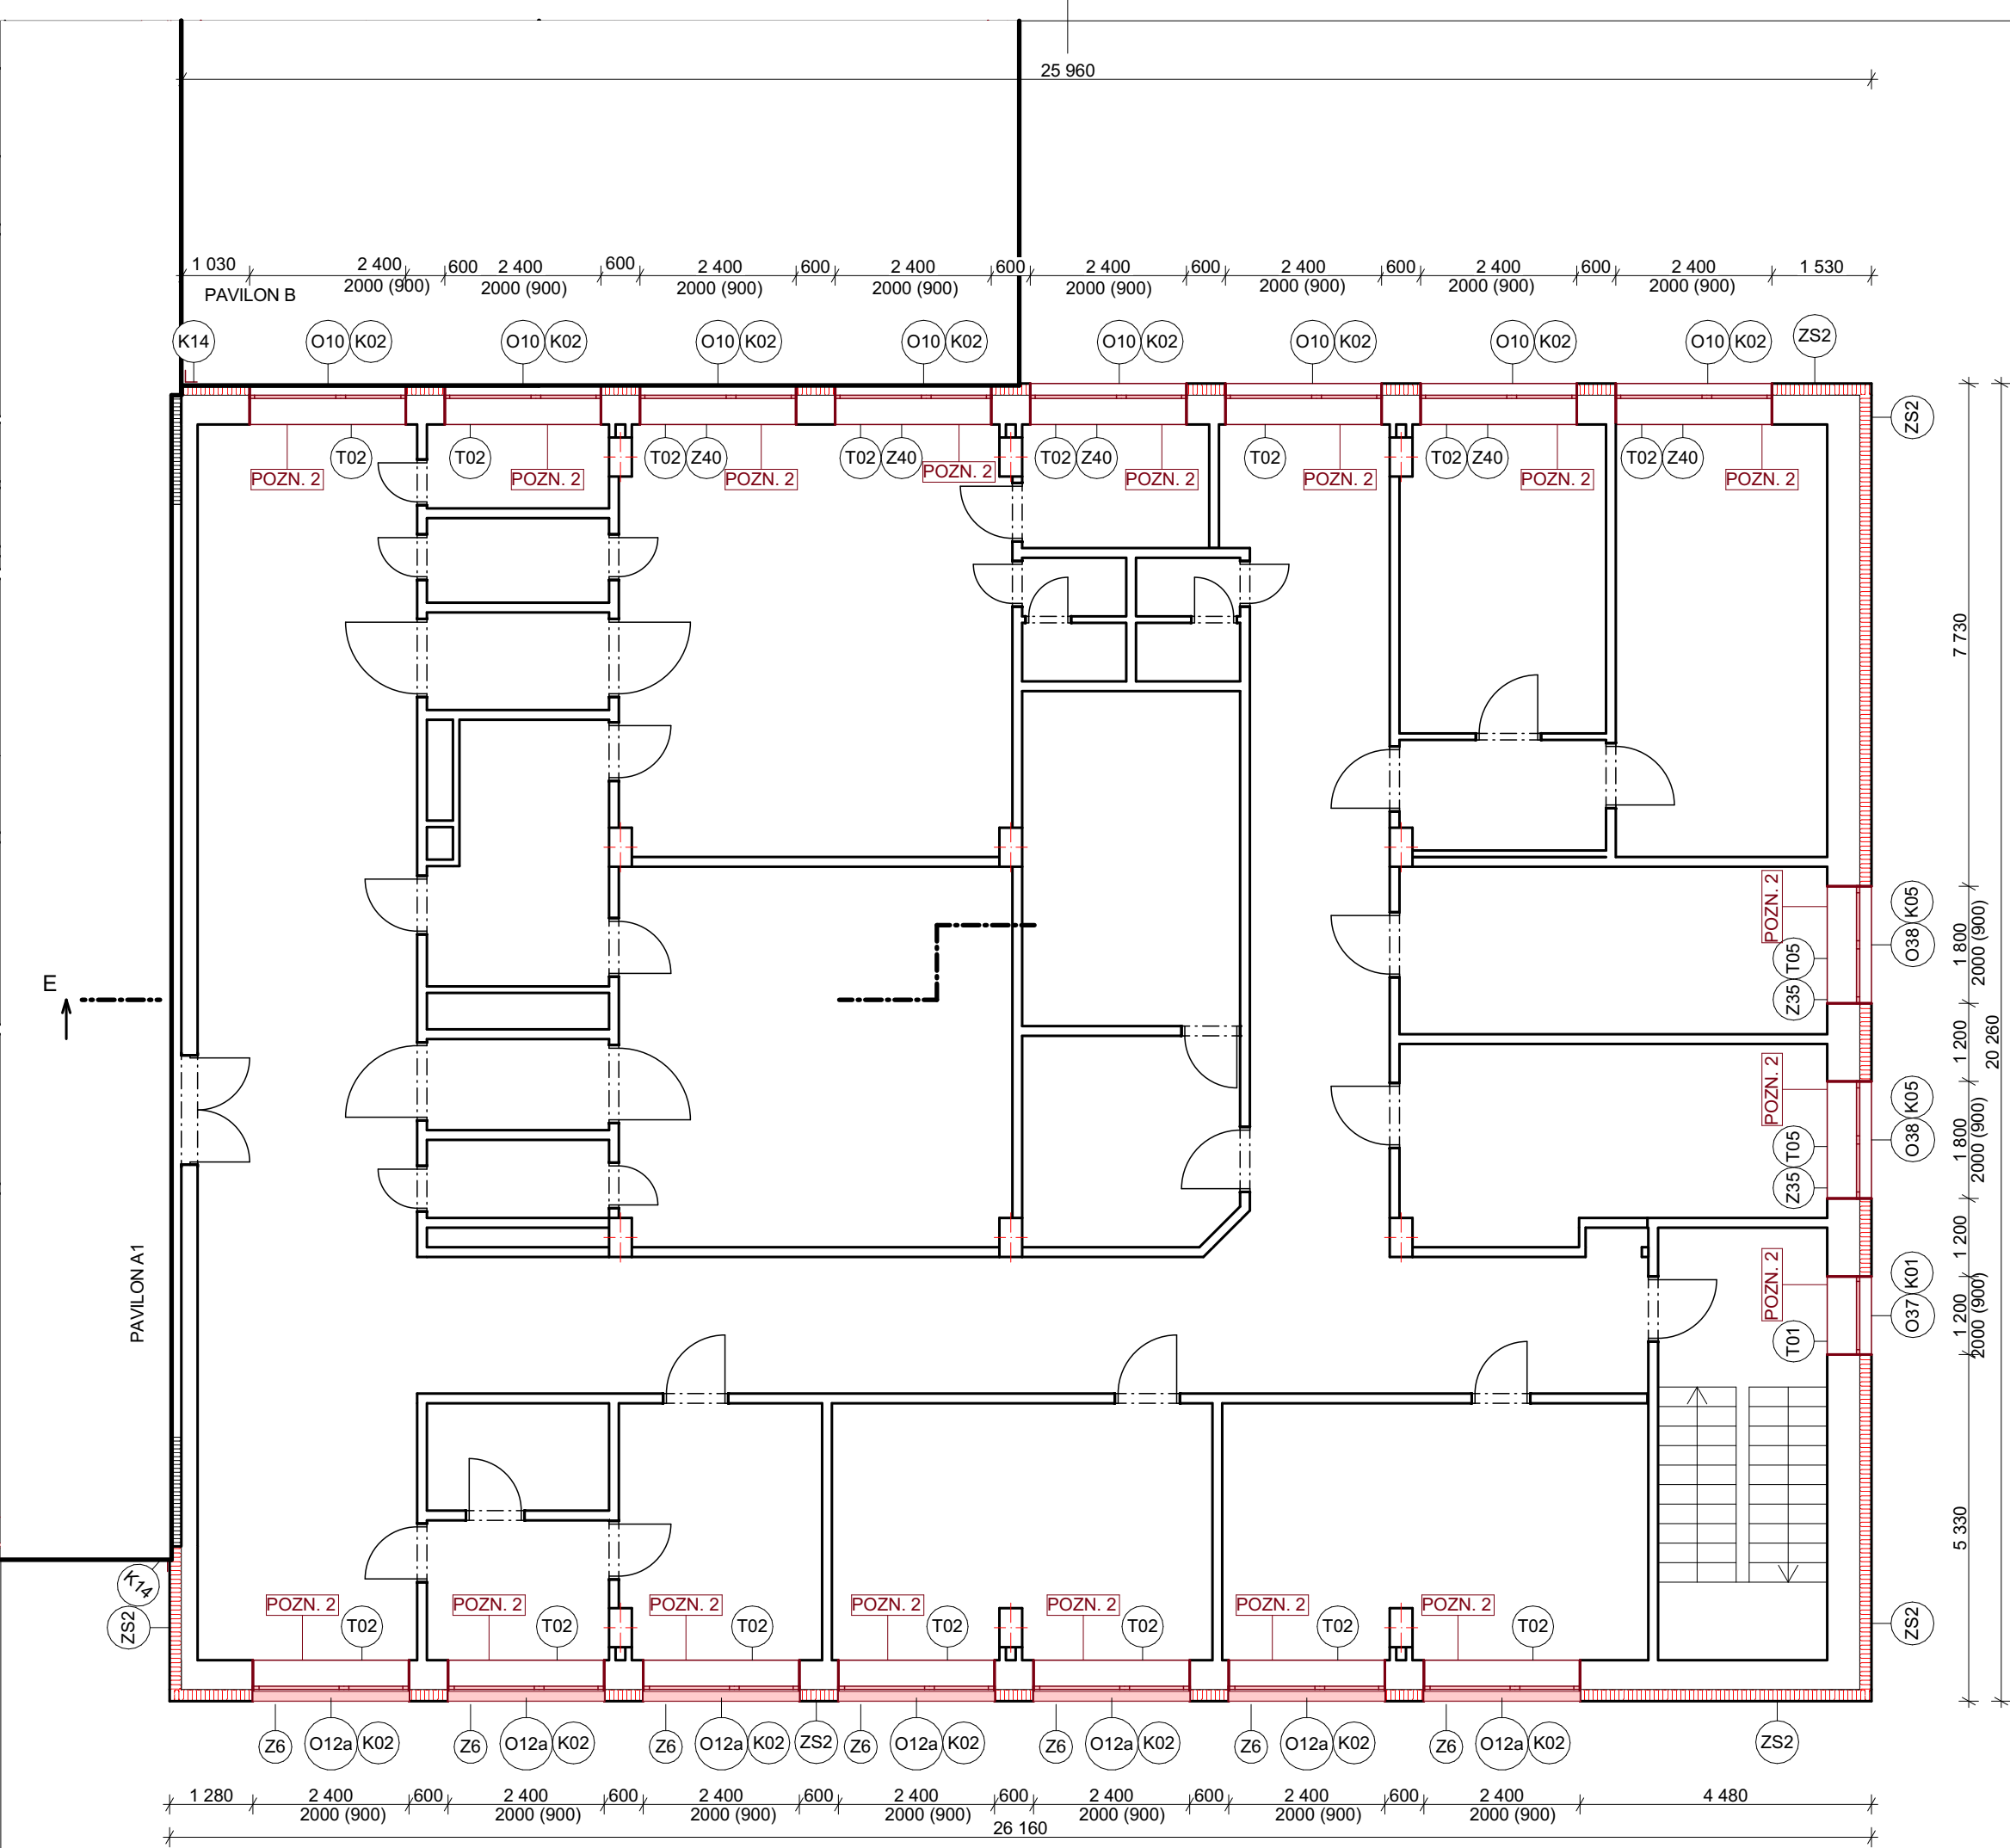 25 960
1 030 2 400 600 2 400 600 2 400 600 2 400 600 2 400 600 2 400 600 2 400 600 2 400 1 530
2000 (900) 2000 (900) 2000 (900) 2000 (900) 2000 (900) 2000 (900) 2000 (900) 2000 (900)
PAVILON B
K14 O10 K02 O10 K02 O10 K02 O10 K02 O10 K02 O10 K02 O10 K02 O10 K02 ZS2
ZS2
T02 T02 T02 Z40 T02 Z40 T02 Z40 T02 T02 Z40 T02 Z40
POZN. 2 POZN. 2 POZN. 2 POZN. 2 POZN. 2 POZN. 2 POZN. 2 POZN. 2
7 730
POZN. 2
T05
Z35
K05
O38
1 800
2000 (900)
E
1 200
20 260
POZN. 2
T05
Z35
K05
O38
1 800
2000 (900)
1 200
PAVILON A1
POZN. 2
T01
K01
O37
1 200
2000 (900)
5 330
K14
ZS2
ZS2
POZN. 2 POZN. 2 POZN. 2 POZN. 2 POZN. 2 POZN. 2 POZN. 2
T02 T02 T02 T02 T02 T02 T02
Z6 O12a K02 Z6 O12a K02 Z6 O12a K02 ZS2 Z6 O12a K02 Z6 O12a K02 Z6 O12a K02 Z6 O12a K02 ZS2
1 280 2 400 600 2 400 600 2 400 600 2 400 600 2 400 600 2 400 600 2 400 4 480
2000 (900) 2000 (900) 2000 (900) 2000 (900) 2000 (900) 2000 (900) 2000 (900)
26 160